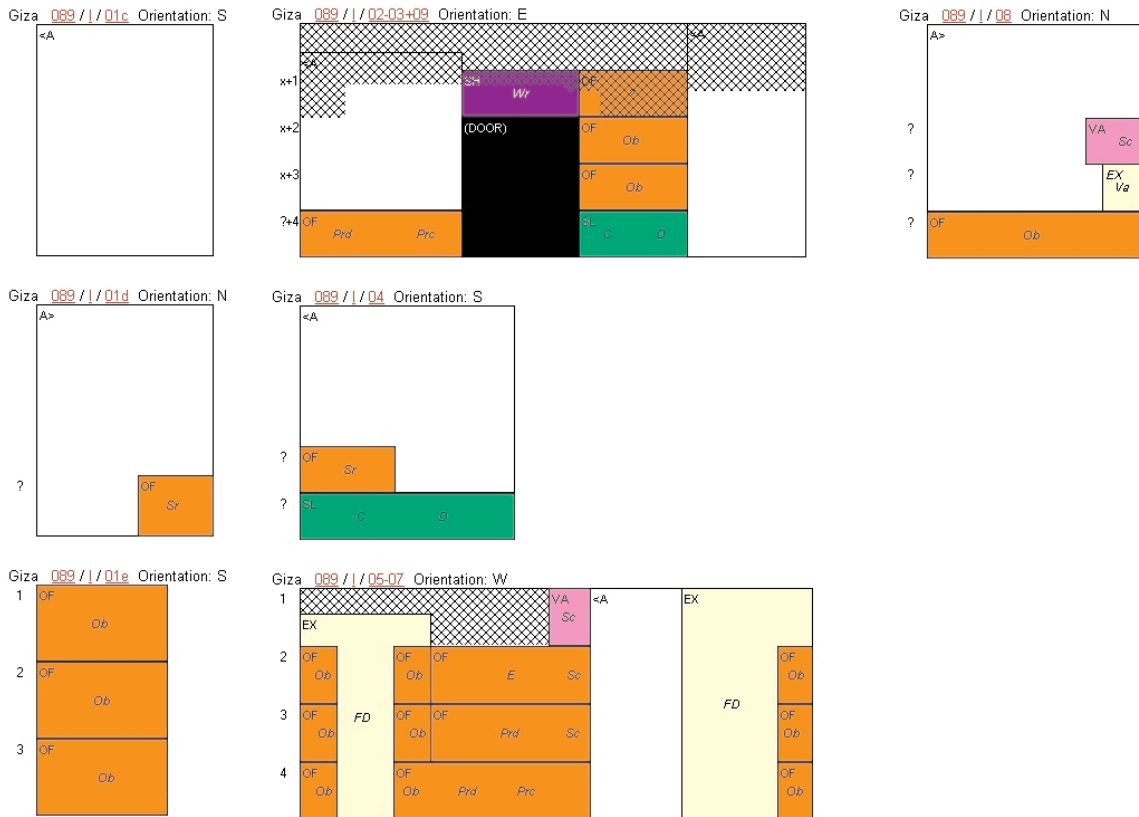 Giza 089 / I / 01c Orientation: S
<A
Giza 089 / I / 02-03+09 Orientation: E
<A
<A
x+1
SH
Wr
OF
?
x+2
(DOOR)
OF
Ob
x+3
OF
Ob
?+4
OF
Prd Prc
SL
C D
Giza 089 / I / 08 Orientation: N
A>
?
VA
Sc
?
EX
Va
?
OF
Ob
Giza 089 / I / 01d Orientation: N
A>
?
OF
Sr
Giza 089 / I / 04 Orientation: S
<A
?
OF
Sr
?
SL
C D
Giza 089 / I / 01e Orientation: S
1
OF
Ob
2
OF
Ob
3
OF
Ob
Giza 089 / I / 05-07 Orientation: W
1
VA
Sc
<A
EX
EX
2
OF
Ob
OF
Ob
OF
E Sc
OF
Ob
FD
FD
3
OF
Ob
OF
Ob
OF
Prd Sc
OF
Ob
4
OF
Ob
OF
Ob Prd Prc
OF
Ob